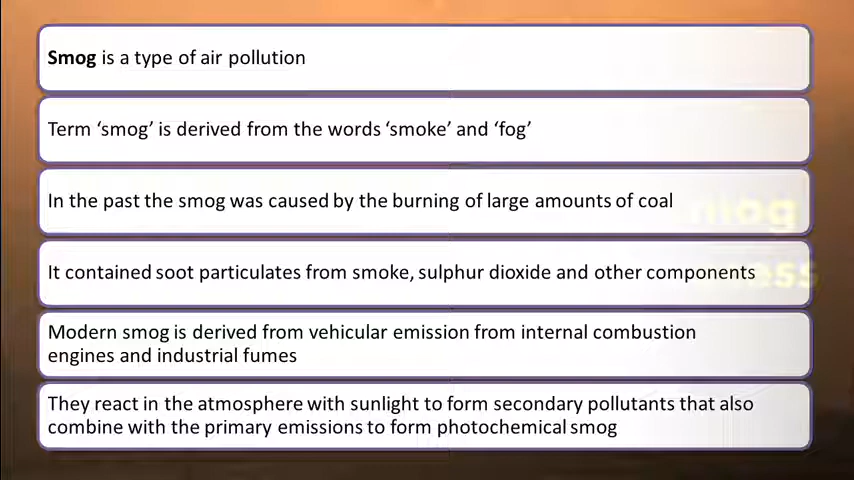 Smog is a type of air pollution
Term ‘smog’ is derived from the words ‘smoke’ and ‘fog’
In the past the smog was caused by the burning of large amounts of coal
It contained soot particulates from smoke, sulphur dioxide and other components
Modern smog is derived from vehicular emission from internal combustion
engines and industrial fumes
They react in the atmosphere with sunlight to form secondary pollutants that also
combine with the primary emissions to form photochemical smog